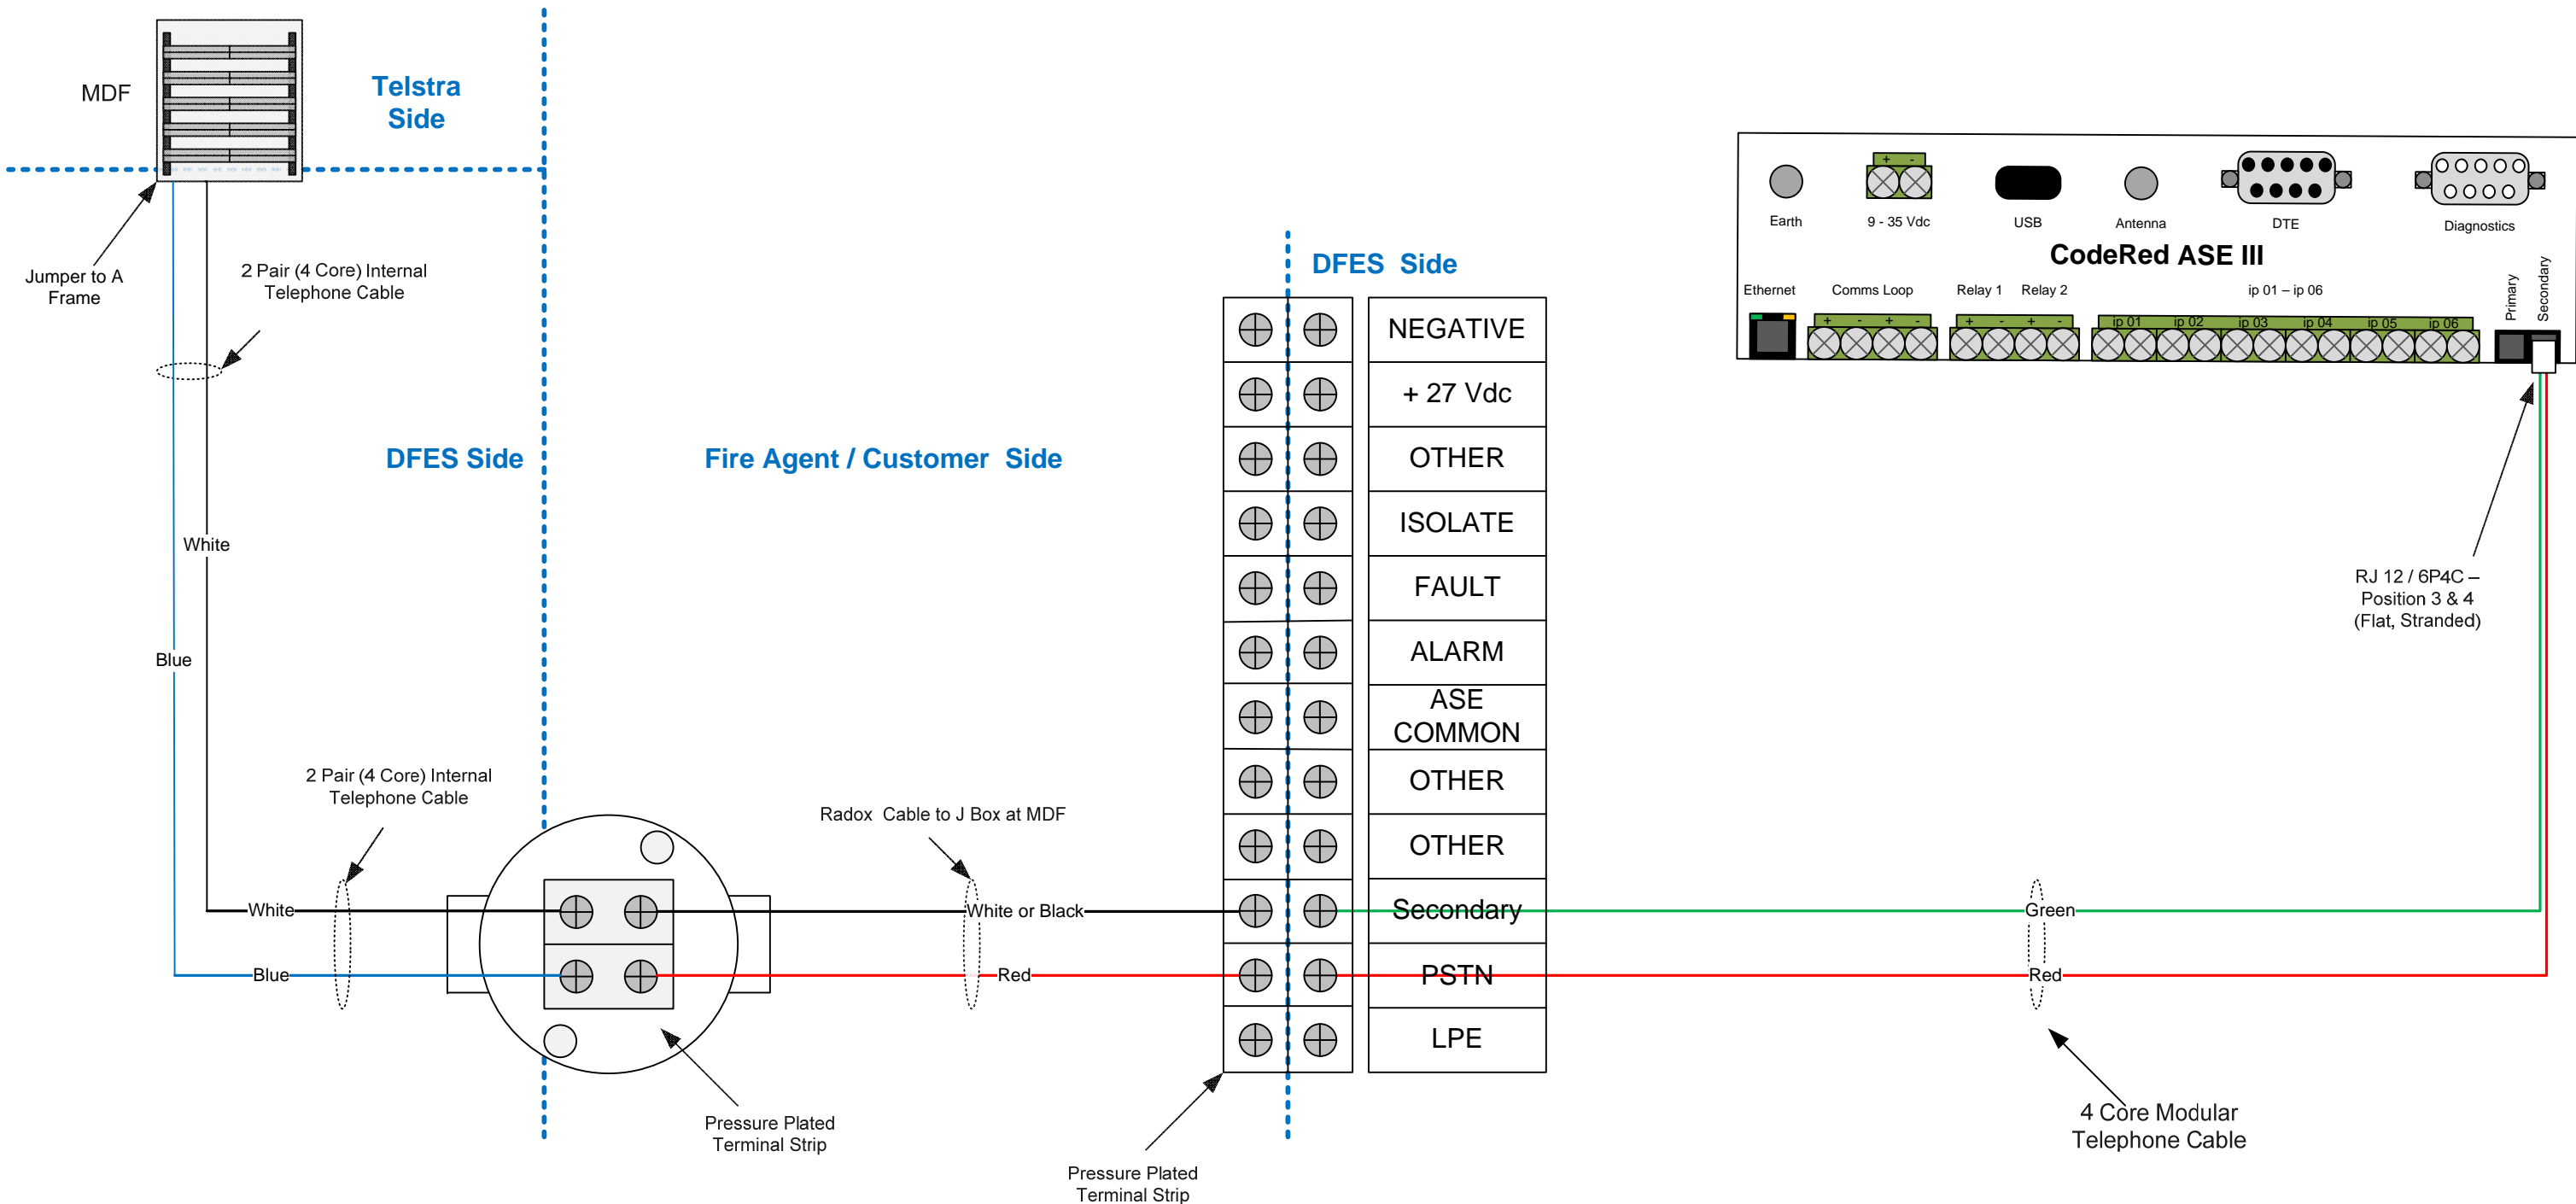 MDF
Telstra
Side
Jumper to A
Frame
2 Pair (4 Core) Internal
Telephone Cable
White
Blue
DFES Side
Fire Agent / Customer Side
2 Pair (4 Core) Internal
Telephone Cable
White
Blue
Radox Cable to J Box at MDF
White or Black
Red
Pressure Plated
Terminal Strip
DFES Side
NEGATIVE
+ 27 Vdc
OTHER
ISOLATE
FAULT
ALARM
ASE
COMMON
OTHER
OTHER
Secondary
PSTN
LPE
Pressure Plated
Terminal Strip
+ -
Earth
9 - 35 Vdc
USB
Antenna
DTE
Diagnostics
CodeRed ASE III
Ethernet
Comms Loop
Relay 1
Relay 2
ip 01 – ip 06
Primary
Secondary
+ - + -
+ - + -
ip 01 ip 02 ip 03 ip 04 ip 05 ip 06
RJ 12 / 6P4C –
Position 3 & 4
(Flat, Stranded)
Green
Red
4 Core Modular
Telephone Cable